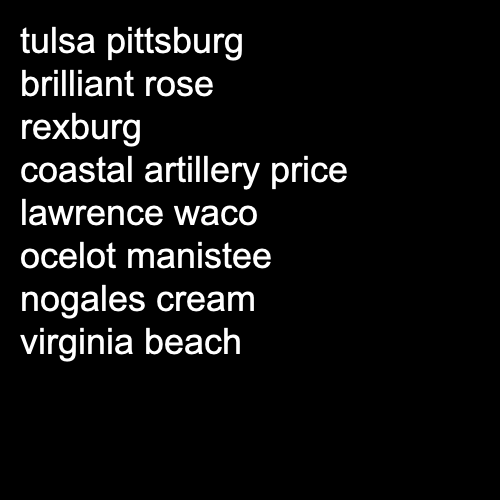 tulsa pittsburg
brilliant rose
rexburg
coastal artillery price
lawrence waco
ocelot manistee
nogales cream
virginia beach